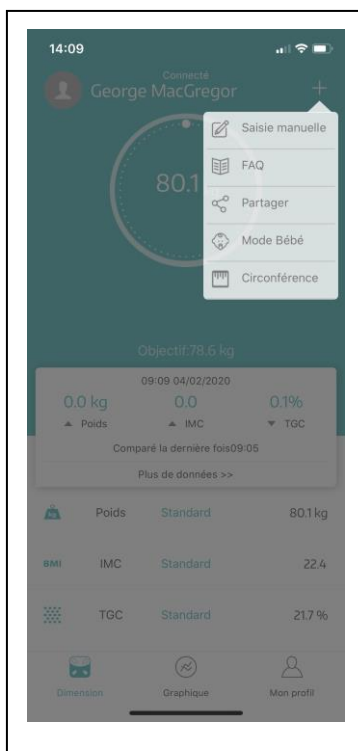 14:09
Connecté
George MacGregor
Saisie manuelle
FAQ
Partager
Mode Bébé
Circonférence
80.1
Objectif:78.6 kg
09:09 04/02/2020
0.0 kg 0.0 0.1%
Poids IMC TGC
Comparé la dernière fois09:05
Plus de données >>
Poids Standard 80.1 kg
BMI IMC Standard 22.4
TGC Standard 21.7 %
Dimension Graphique Mon profil